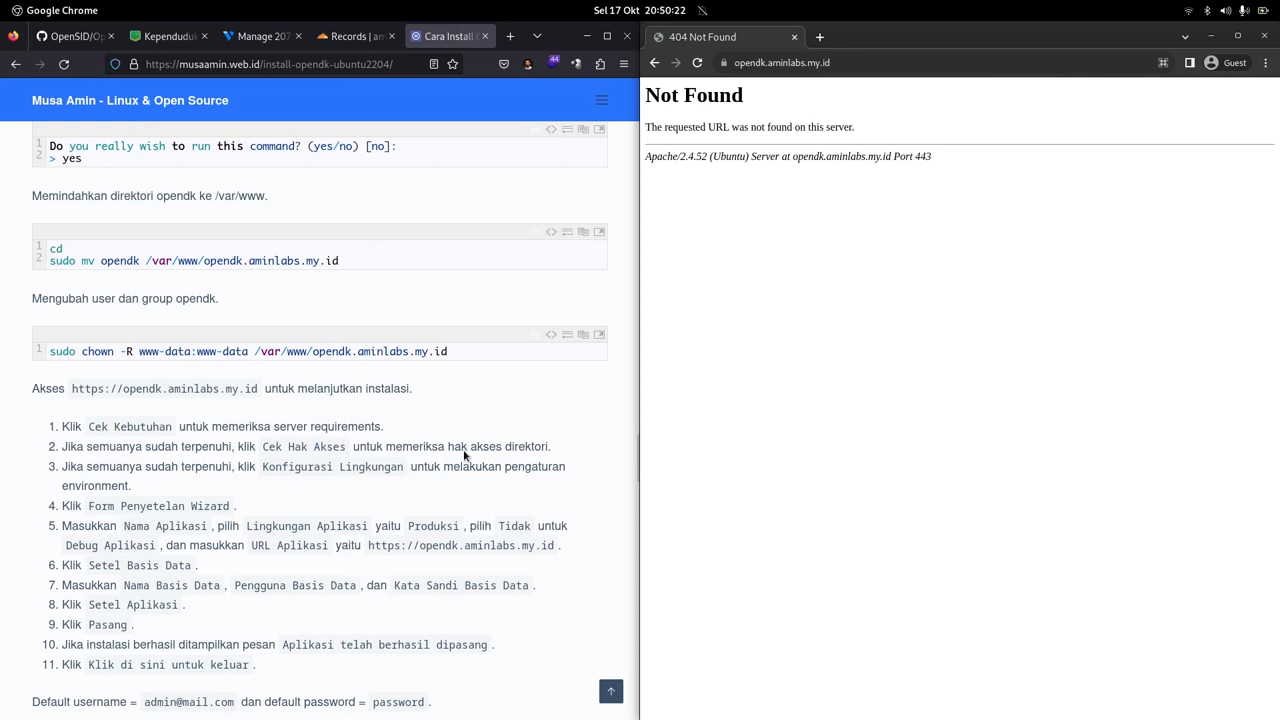 Google Chrome
Sel 17 Okt 20:50:22
OpenSID/Op
Kependuduk
Manage 207
Records | am
Cara Install O
404 Not Found
https://musaamin.web.id/install-opendk-ubuntu2204/
44
opendk.aminlabs.my.id
Guest
Musa Amin - Linux & Open Source
1 Do you really wish to run this command? (yes/no) [no]:
2 > yes
Memindahkan direktori opendk ke /var/www.
1 cd
2 sudo mv opendk /var/www/opendk.aminlabs.my.id
Mengubah user dan group opendk.
1 sudo chown -R www-data:www-data /var/www/opendk.aminlabs.my.id
Akses https://opendk.aminlabs.my.id untuk melanjutkan instalasi.
1. Klik Cek Kebutuhan untuk memeriksa server requirements.
2. Jika semuanya sudah terpenuhi, klik Cek Hak Akses untuk memeriksa hak akses direktori.
3. Jika semuanya sudah terpenuhi, klik Konfigurasi Lingkungan untuk melakukan pengaturan
environment.
4. Klik Form Penyetelan Wizard .
5. Masukkan Nama Aplikasi , pilih Lingkungan Aplikasi yaitu Produksi , pilih Tidak untuk
Debug Aplikasi , dan masukkan URL Aplikasi yaitu https://opendk.aminlabs.my.id .
6. Klik Setel Basis Data .
7. Masukkan Nama Basis Data , Pengguna Basis Data , dan Kata Sandi Basis Data .
8. Klik Setel Aplikasi .
9. Klik Pasang .
10. Jika instalasi berhasil ditampilkan pesan Aplikasi telah berhasil dipasang .
11. Klik Klik di sini untuk keluar .
Default username = admin@mail.com dan default password = password .
Not Found
The requested URL was not found on this server.
Apache/2.4.52 (Ubuntu) Server at opendk.aminlabs.my.id Port 443